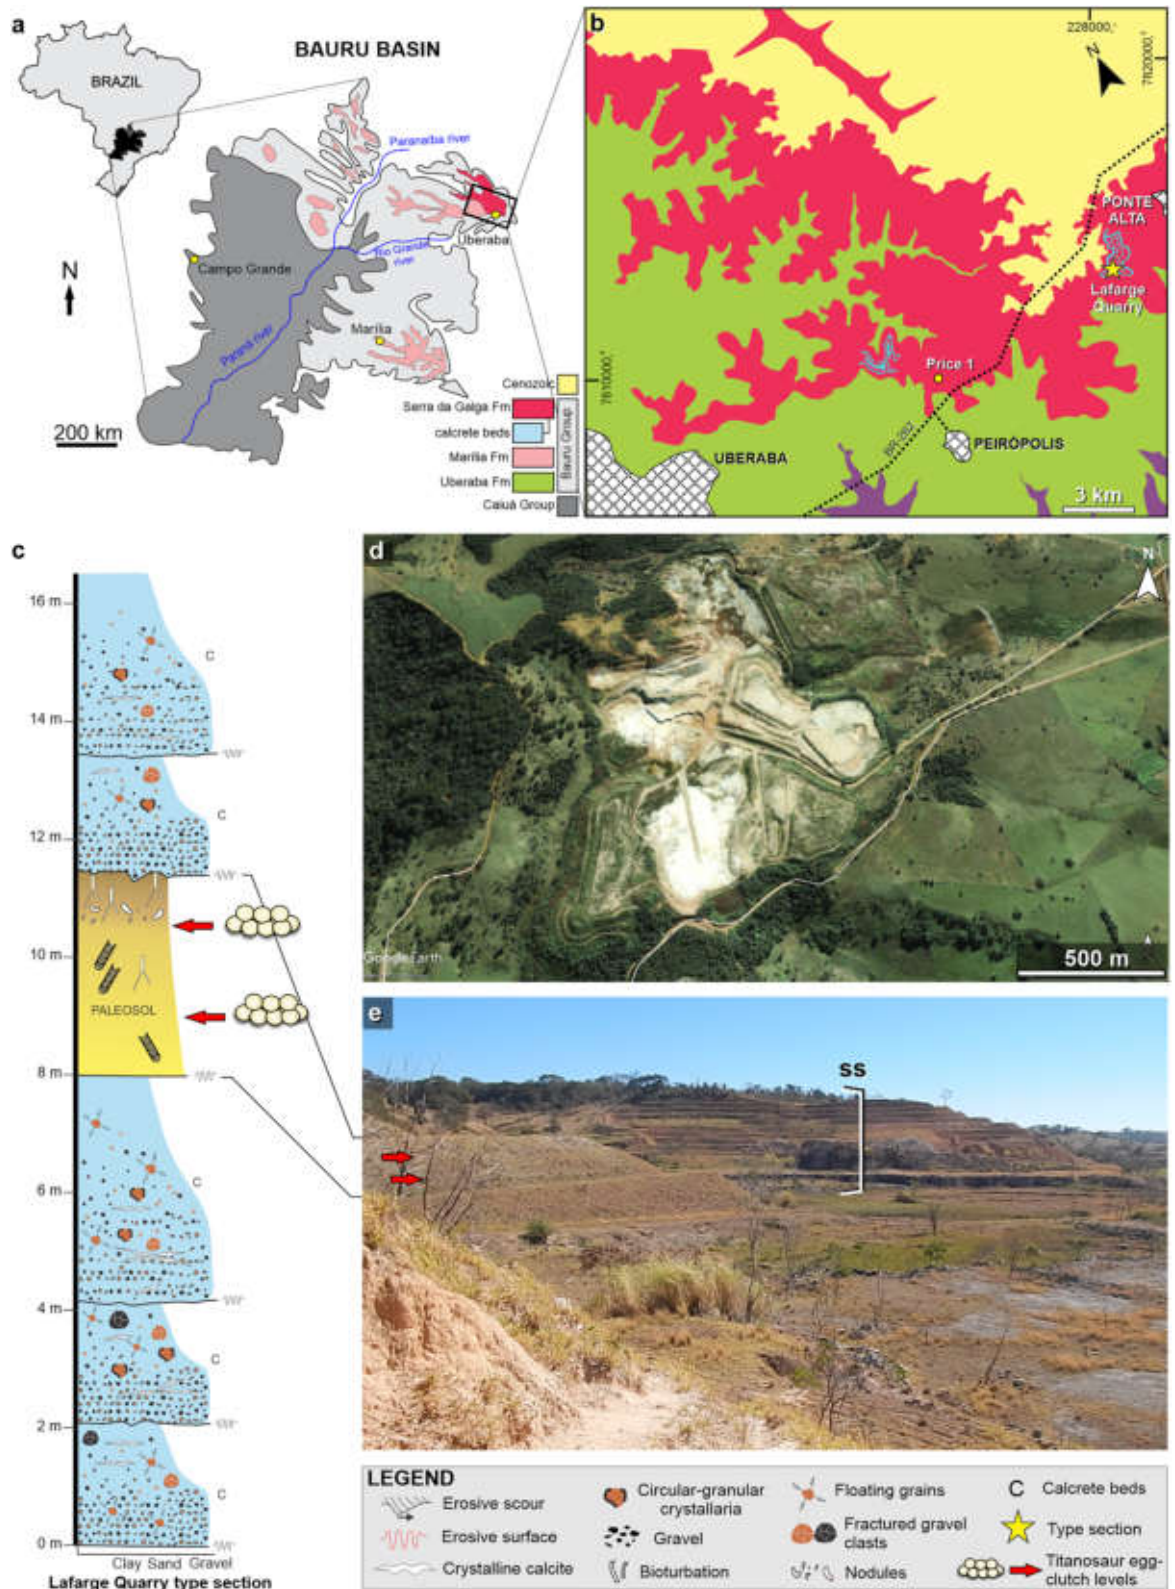 a
BAURU BASIN
BRAZIL
Paranaíba river
Uberaba
Rio Grande
river
Campo Grande
N
Marília
Paraná river
200 km
Cenozoic
Serra da Galga Fm
calcrete beds
Marília Fm
Uberaba Fm
Caiuá Group
Bauru Group
b
228000,
7820000,
N
PONTE
ALTA
Lafarge
Quarry
Price 1
7810000,
BR-262
PEIRÓPOLIS
UBERABA
3 km
c
16 m
C
14 m
C
12 m
10 m
PALEOSOL
8 m
C
6 m
4 m
C
2 m
C
0 m
Clay Sand Gravel
Lafarge Quarry type section
d
N
Google Earth
500 m
e
SS
LEGEND
Erosive scour
Erosive surface
Crystalline calcite
Circular-granular
crystallaria
Gravel
Bioturbation
Floating grains
Fractured gravel
clasts
Nodules
C Calcrete beds
Type section
Titanosaur egg-
clutch levels